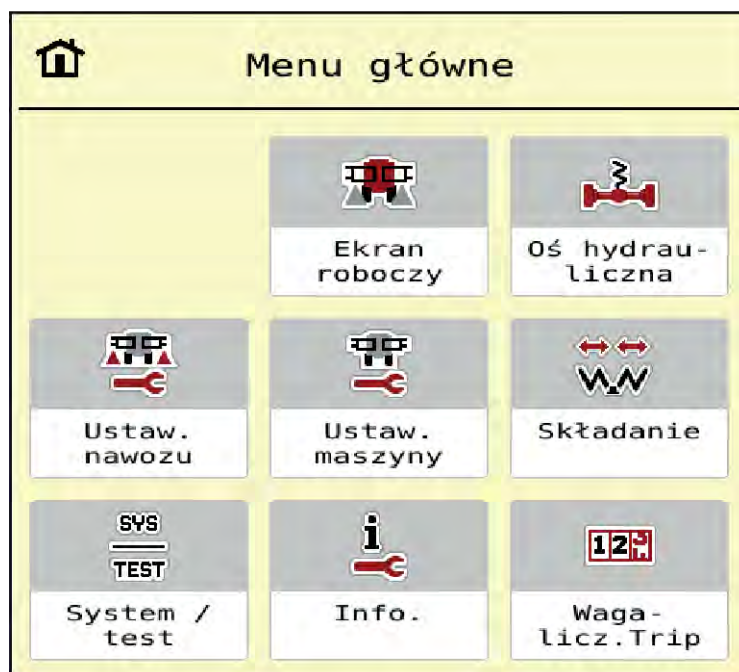 Menu główne
Ekran
roboczy
Oś hydrau-
liczna
Ustaw.
nawozu
Ustaw.
maszyny
Składanie
SYS
TEST
System /
test
i
Info.
123
Waga-
licz.Trip